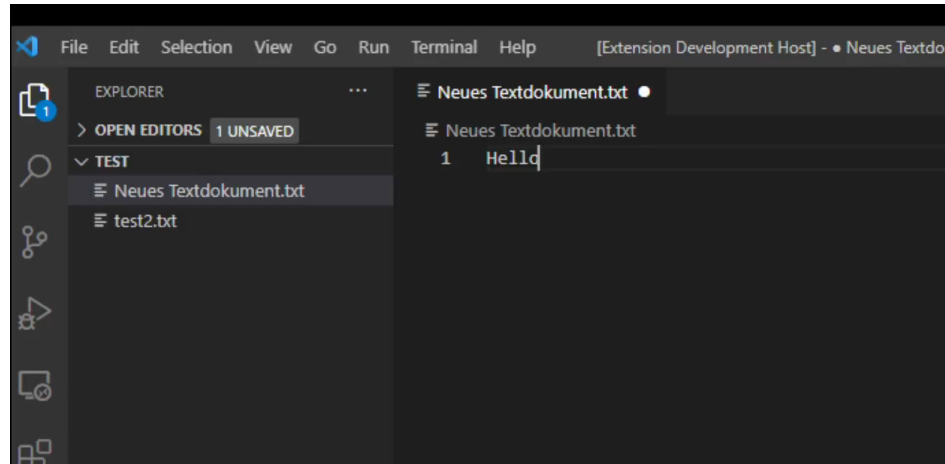 File Edit Selection View Go Run Terminal Help [Extension Development Host] - ● Neues Textdo
EXPLORER ···
OPEN EDITORS 1 UNSAVED
TEST
Neues Textdokument.txt
test2.txt
1
Neues Textdokument.txt ●
Neues Textdokument.txt
1 Hello